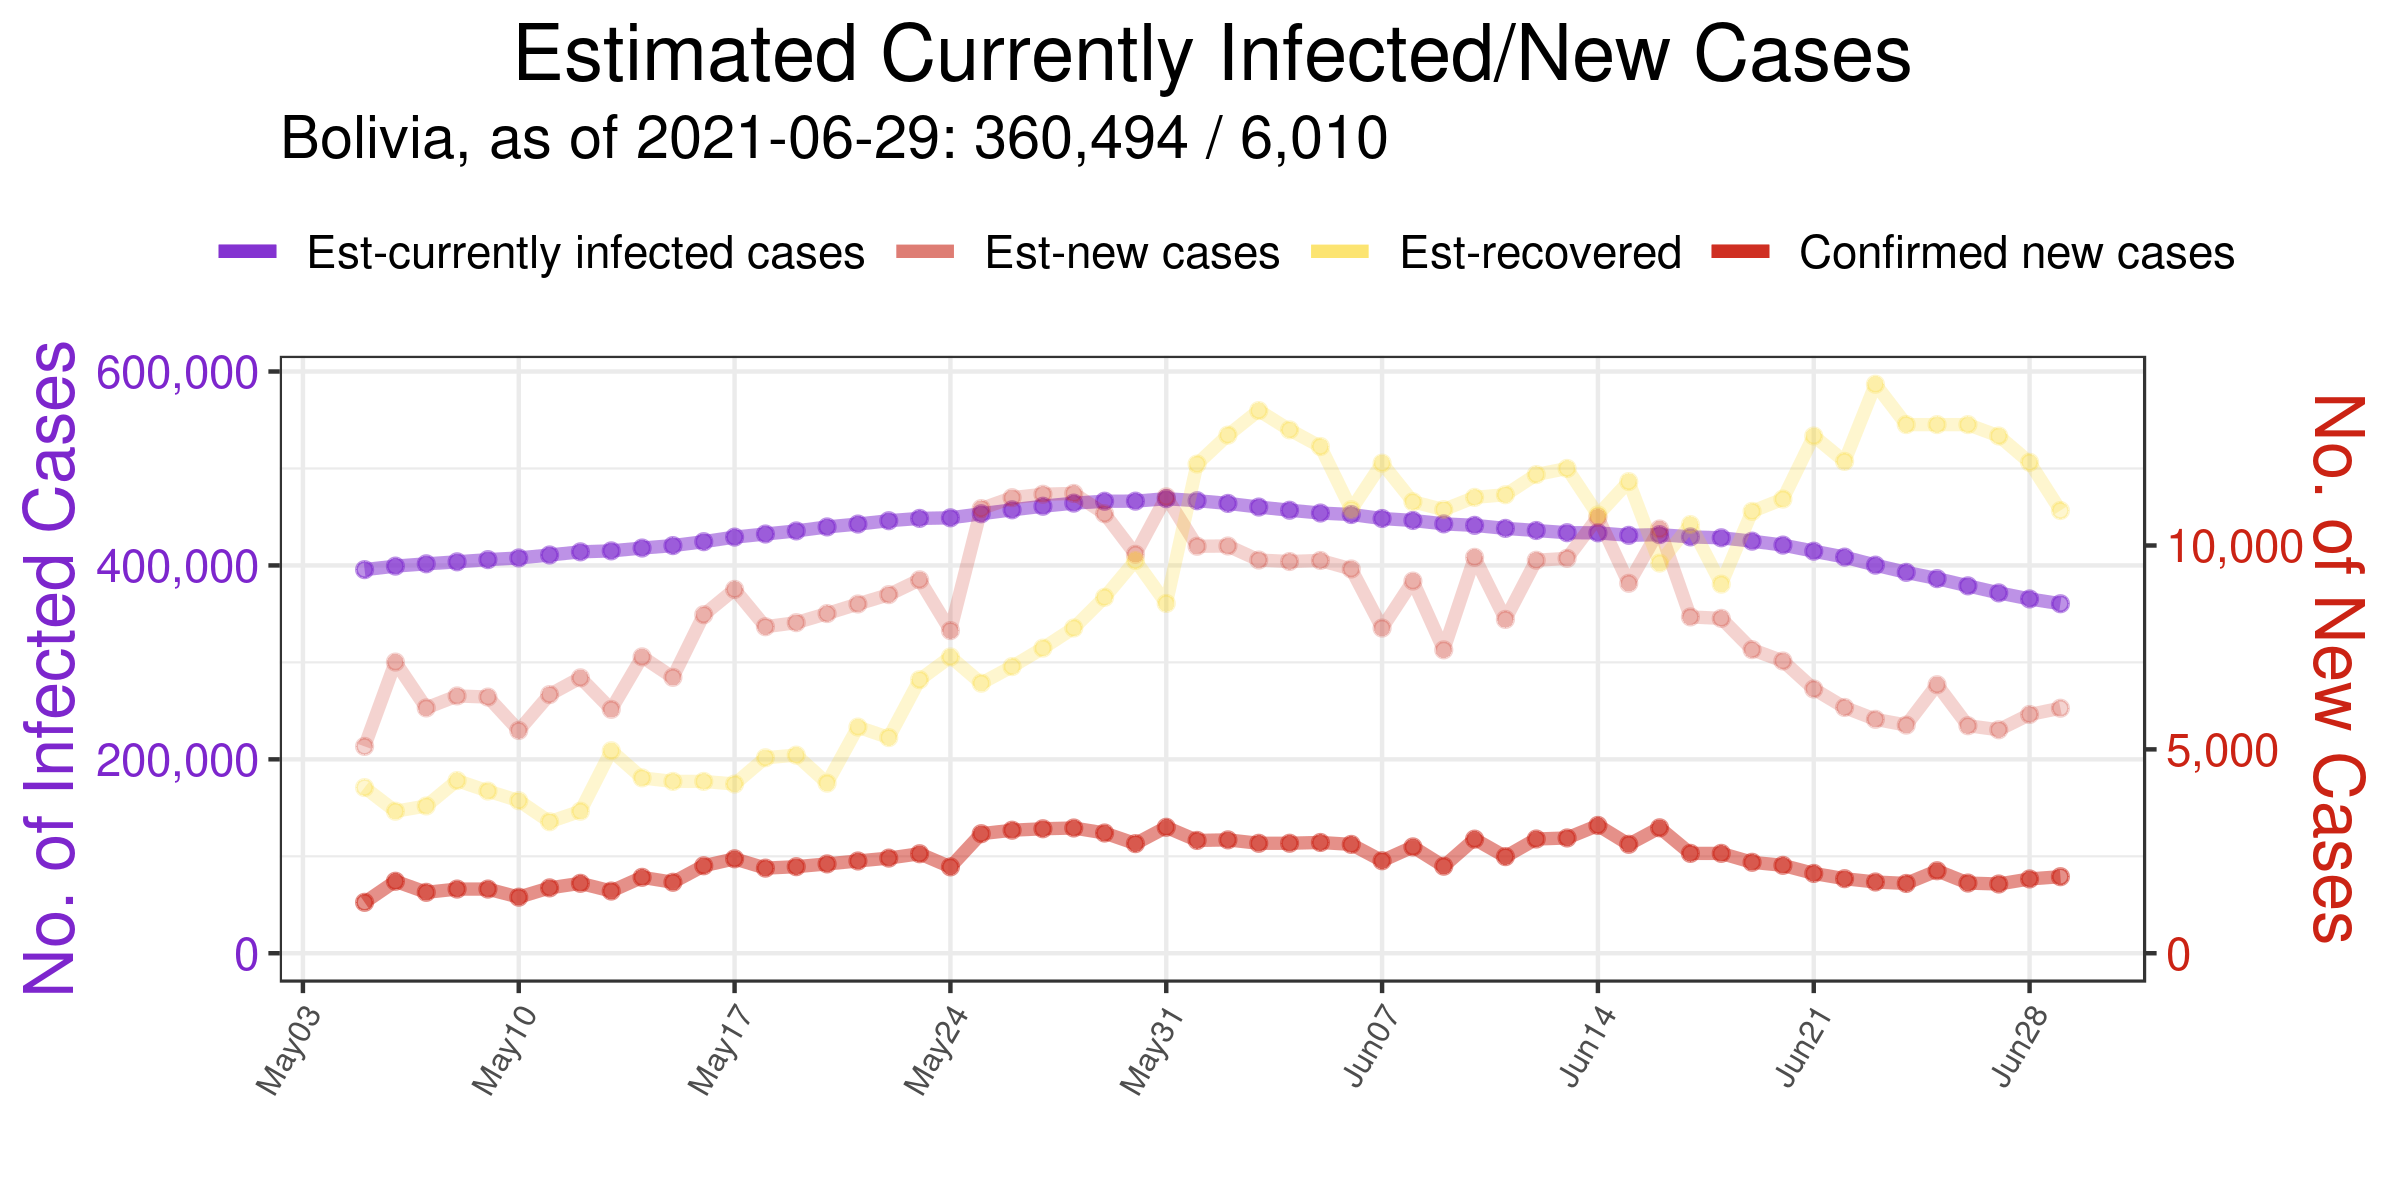 Estimated Currently Infected/New Cases
Bolivia, as of 2021-06-29: 360,494 / 6,010
Est-currently infected cases Est-new cases Est-recovered Confirmed new cases
No. of Infected Cases
600,000
400,000
200,000
0
10,000
5,000
0
No. of New Cases
May03 May10 May17 May24 May31 Jun07 Jun14 Jun21 Jun28